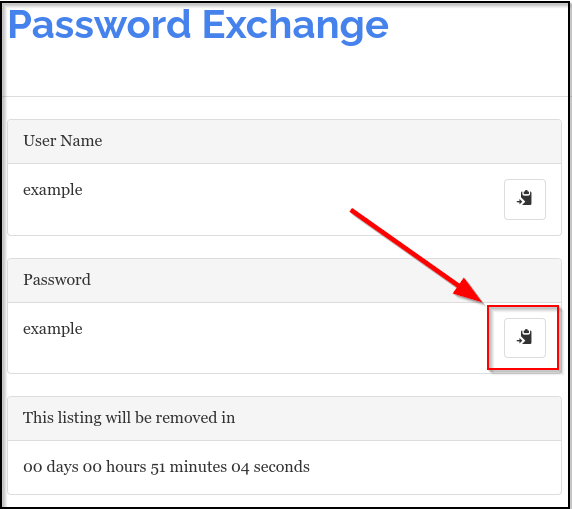 Password Exchange
User Name
example
Password
example
This listing will be removed in
00 days 00 hours 51 minutes 04 seconds